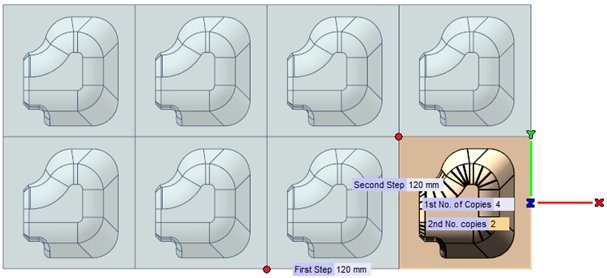 Y
Second Step 120 mm
1st No. of Copies 4
Z
X
2nd No. copies 2
First Step 120 mm